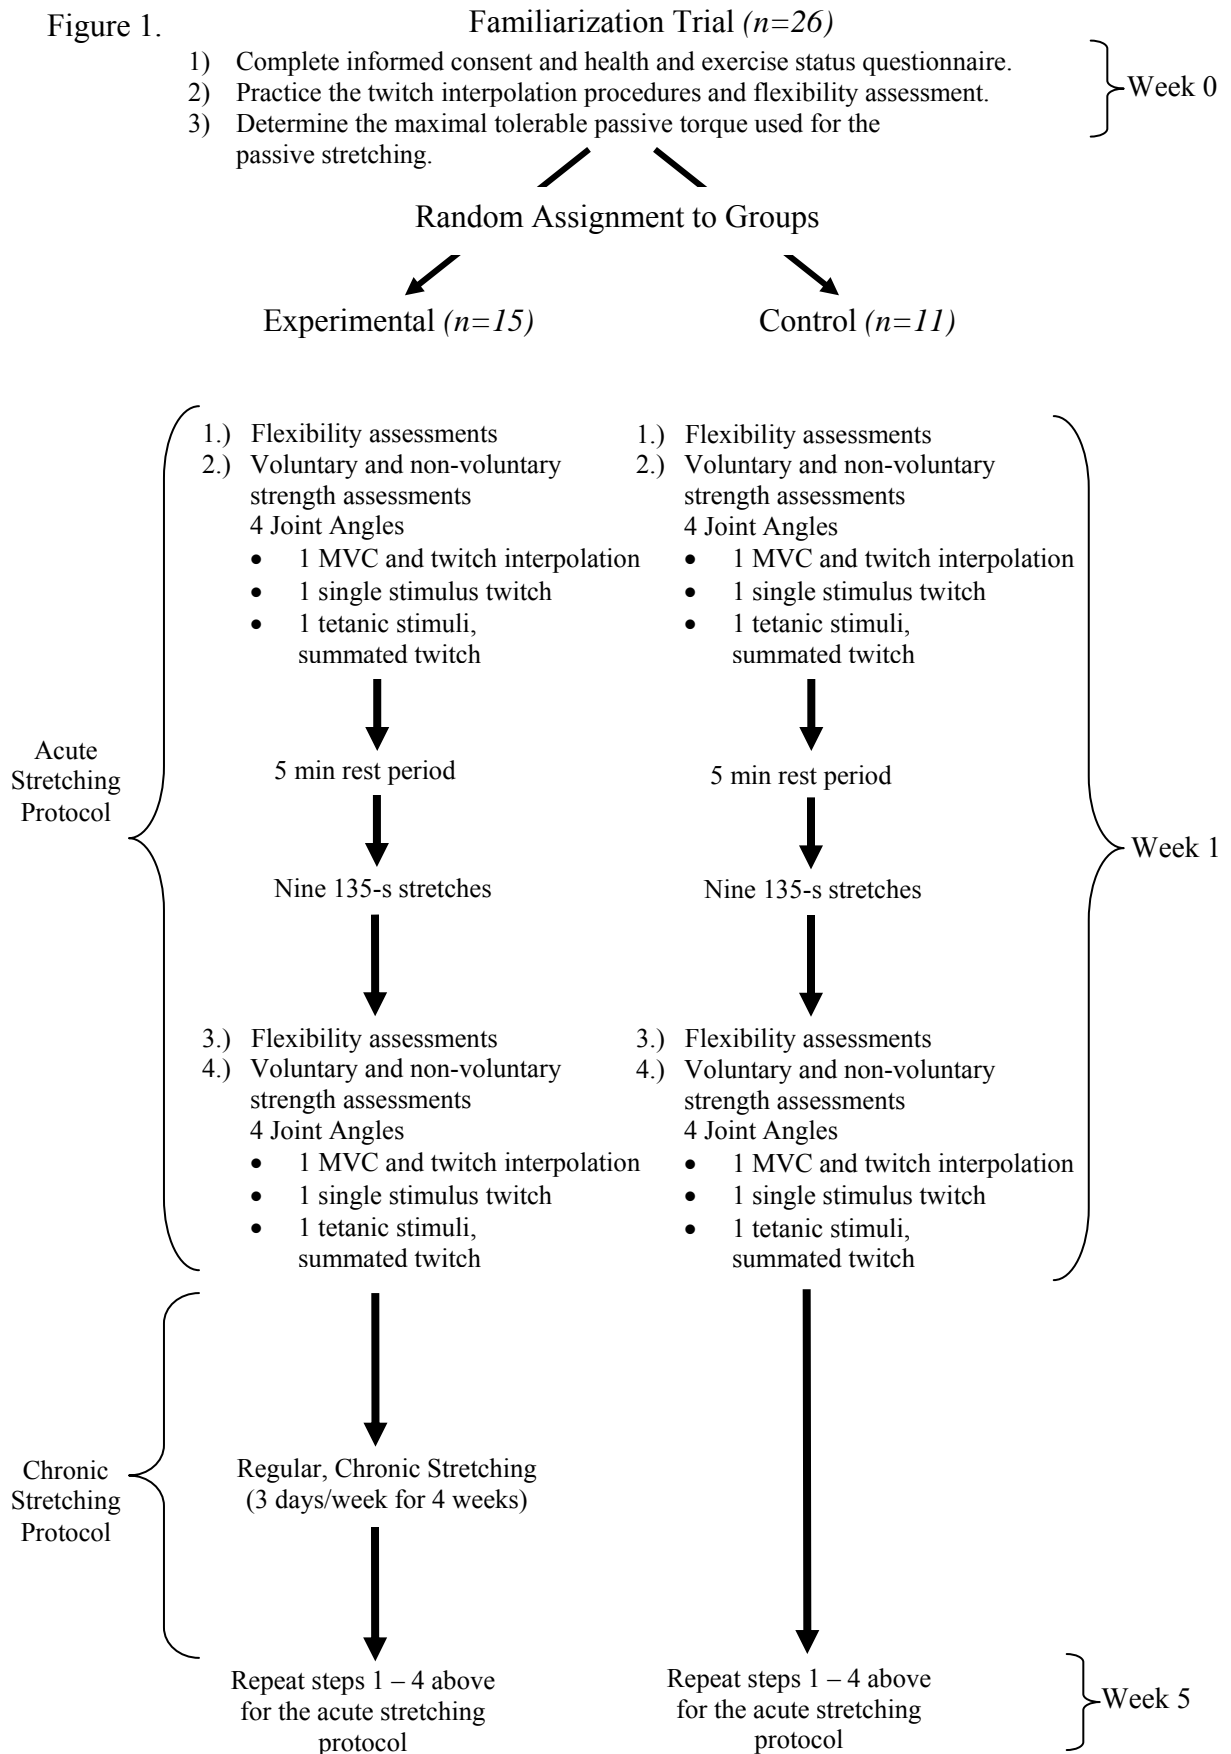 Figure 1.
Familiarization Trial (n=26)
1) Complete informed consent and health and exercise status questionnaire.
2) Practice the twitch interpolation procedures and flexibility assessment.
3) Determine the maximal tolerable passive torque used for the
passive stretching.
Week 0
Random Assignment to Groups
Experimental (n=15)
Control (n=11)
Acute
Stretching
Protocol
1.) Flexibility assessments
2.) Voluntary and non-voluntary
strength assessments
4 Joint Angles
• 1 MVC and twitch interpolation
• 1 single stimulus twitch
• 1 tetanic stimuli,
summated twitch
5 min rest period
Nine 135-s stretches
3.) Flexibility assessments
4.) Voluntary and non-voluntary
strength assessments
4 Joint Angles
• 1 MVC and twitch interpolation
• 1 single stimulus twitch
• 1 tetanic stimuli,
summated twitch
1.) Flexibility assessments
2.) Voluntary and non-voluntary
strength assessments
4 Joint Angles
• 1 MVC and twitch interpolation
• 1 single stimulus twitch
• 1 tetanic stimuli,
summated twitch
5 min rest period
Nine 135-s stretches
3.) Flexibility assessments
4.) Voluntary and non-voluntary
strength assessments
4 Joint Angles
• 1 MVC and twitch interpolation
• 1 single stimulus twitch
• 1 tetanic stimuli,
summated twitch
Week 1
Chronic
Stretching
Protocol
Regular, Chronic Stretching
(3 days/week for 4 weeks)
Repeat steps 1 – 4 above
for the acute stretching
protocol
Repeat steps 1 – 4 above
for the acute stretching
protocol
Week 5